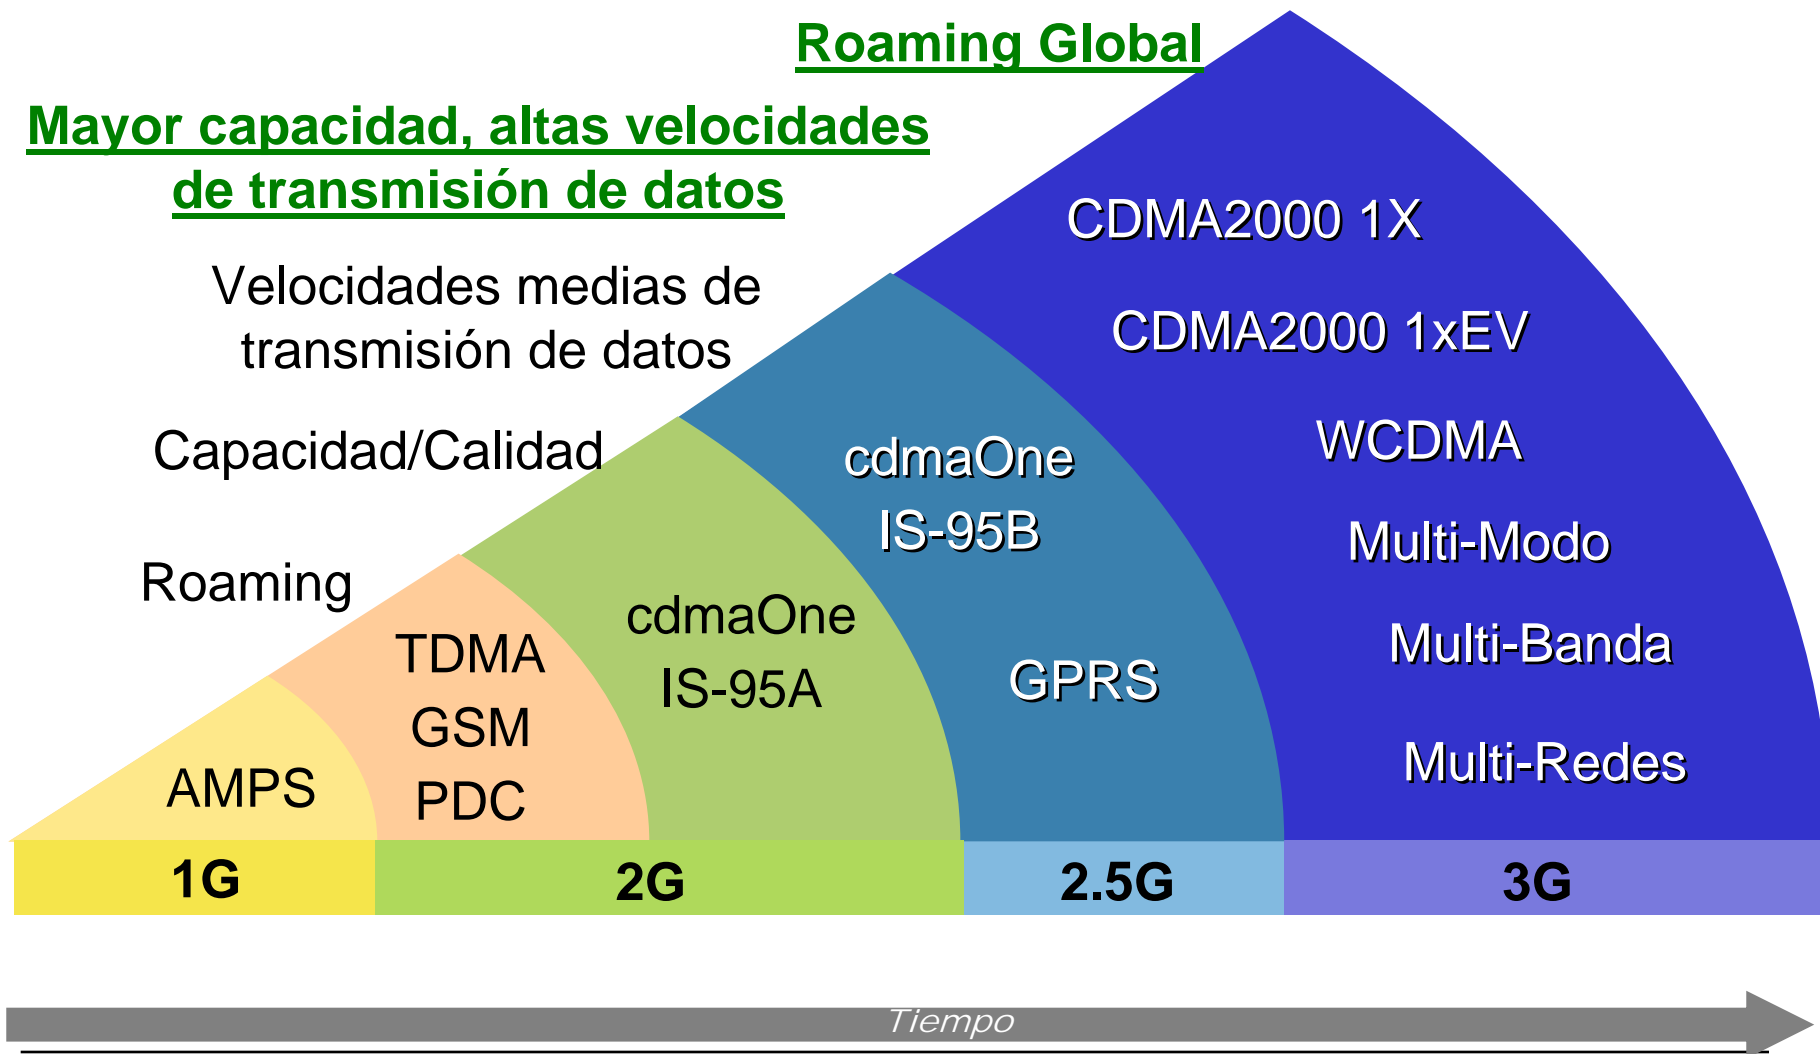 Roaming Global
Mayor capacidad, altas velocidades
de transmisión de datos
Velocidades medias de
transmisión de datos
Capacidad/Calidad
Roaming
AMPS
TDMA
GSM
PDC
cdmaOne
IS-95A
cdmaOne
IS-95B
GPRS
CDMA2000 1X
CDMA2000 1xEV
WCDMA
Multi-Modo
Multi-Banda
Multi-Redes
1G
2G
2.5G
3G
Tiempo